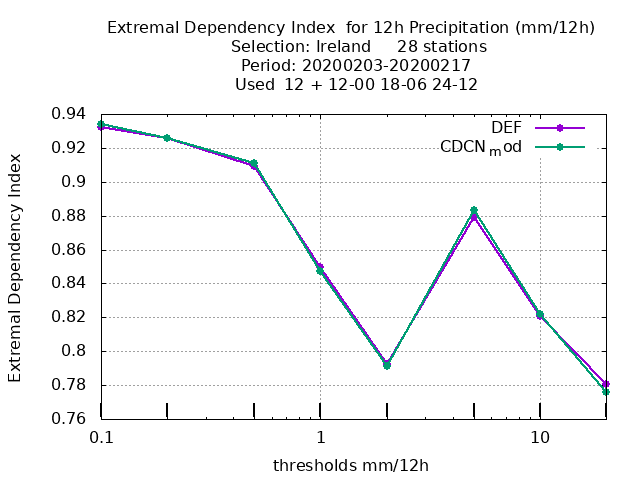 Extremal Dependency Index  for 12h Precipitation (mm/12h)
Selection: Ireland     28 stations
Period: 20200203-20200217
Used  12 + 12-00 18-06 24-12
DEF
CDCNmod
Extremal Dependency Index
0.94
0.92
0.9
0.88
0.86
0.84
0.82
0.8
0.78
0.76
0.1
1
10
thresholds mm/12h